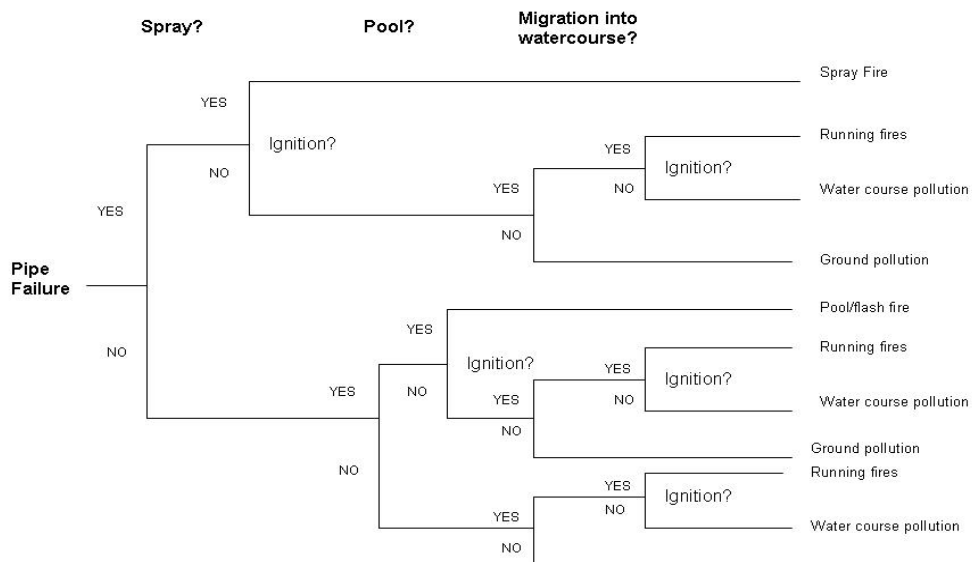 Spray? Pool? Migration into
watercourse?
Spray Fire
YES
Running fires
Ignition?
YES
Ignition?
NO
YES
NO
Water course pollution
YES
NO
Ground pollution
Pipe
Failure
Pool/flash fire
YES
Running fires
NO
Ignition?
YES
Ignition?
YES
NO
YES
NO
Water course pollution
NO
Ground pollution
NO
Running fires
YES
Ignition?
NO
YES
Water course pollution
NO